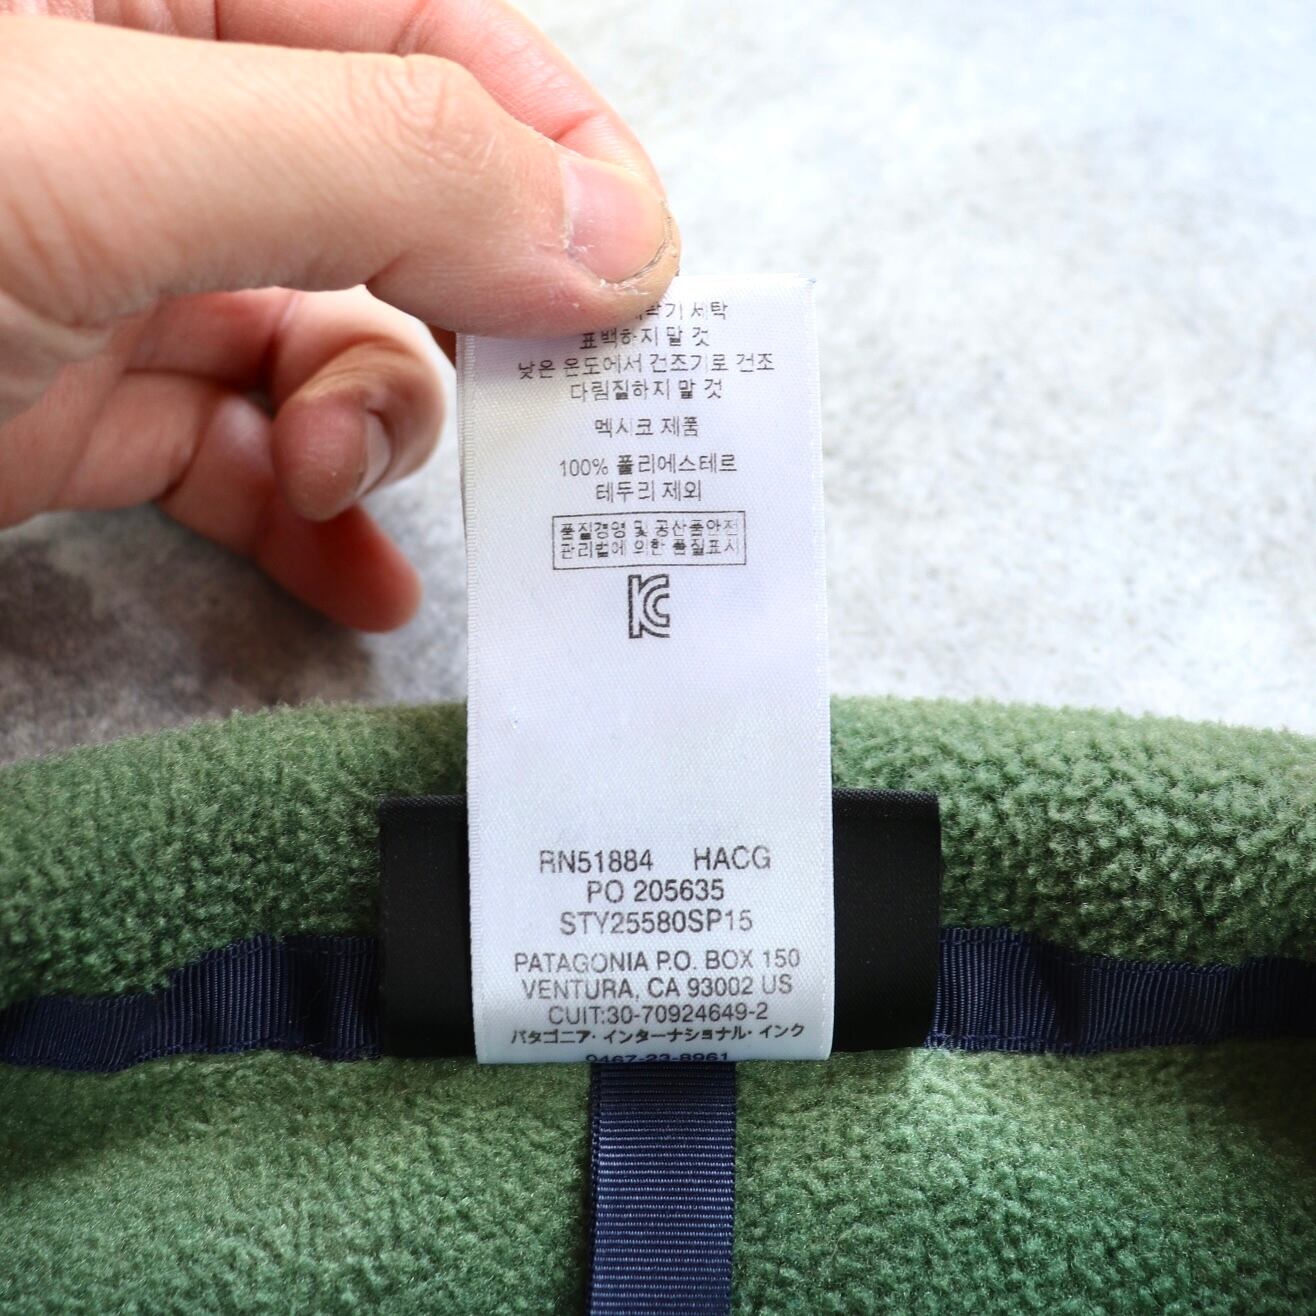 세탁
표백하지 말 것
낮은 온도에서 건조기로 건조
다림질하지 말 것
멕시코 제품
100% 폴리에스테르
테두리 제외
품질경영 및 공산품안전
관리법에 의한 품질표시
KC
RN51884 HACG
PO 205635
STY25580SP15
PATAGONIA P.O. BOX 150
VENTURA, CA 93002 US
CUIT:30-70924649-2
パタゴニア・インターナショナル・インク
0467-23-8961